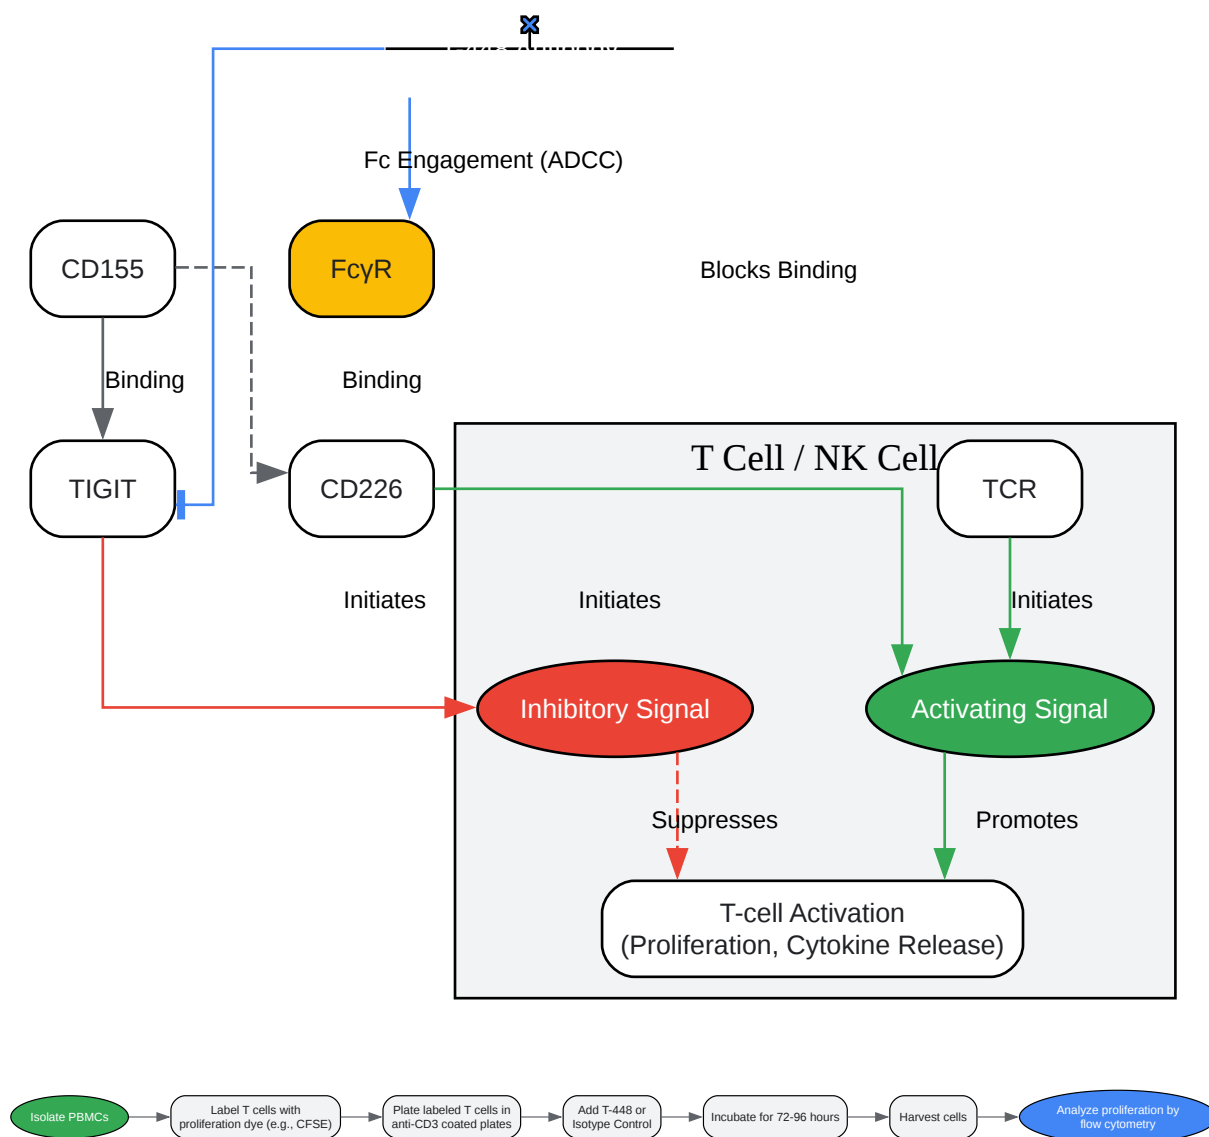 Fc Engagement (ADCC)
CD155
FcγR
Blocks Binding
Binding
Binding
T Cell / NK Cell
TIGIT
CD226
TCR
Initiates
Initiates
Initiates
Inhibitory Signal
Activating Signal
Suppresses
Promotes
T-cell Activation
(Proliferation, Cytokine Release)
Isolate PBMCs
Label T cells with
proliferation dye (e.g., CFSE)
Plate labeled T cells in
anti-CD3 coated plates
Add T-448 or
Isotype Control
Incubate for 72-96 hours
Harvest cells
Analyze proliferation by
flow cytometry